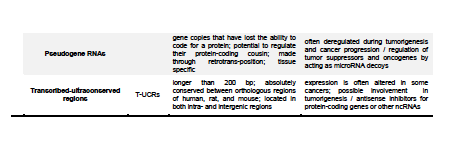 Pseudogene RNAs
gene copies that have lost the ability to
code for a protein; potential to regulate
their protein-coding cousin; made
through retrotrans-position; tissue
specific
often deregulated during tumorigenesis
and cancer progression / regulation of
tumor suppressors and oncogenes by
acting as microRNA decoys
Transcribed-ultraconserved
regions
T-UCRs
longer than 200 bp; absolutely
conserved between orthologous regions
of human, rat, and mouse; located in
both intra- and intergenic regions
expression is often altered in some
cancers; possible involvement in
tumorigenesis / antisense inhibitors for
protein-coding genes or other ncRNAs